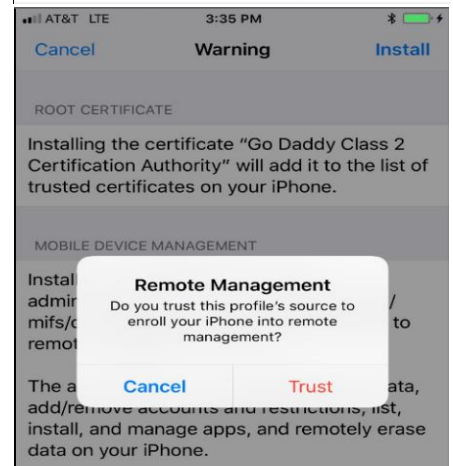 AT&T LTE 3:35 PM
Cancel Warning Install
ROOT CERTIFICATE
Installing the certificate “Go Daddy Class 2
Certification Authority” will add it to the list of
trusted certificates on your iPhone.
MOBILE DEVICE MANAGEMENT
Remote Management
Do you trust this profile's source to
enroll your iPhone into remote
management?
Cancel Trust
Instal
admin /
mifs/ to
remot
The a ata,
add/remove accounts and restrictions, list,
install, and manage apps, and remotely erase
data on your iPhone.